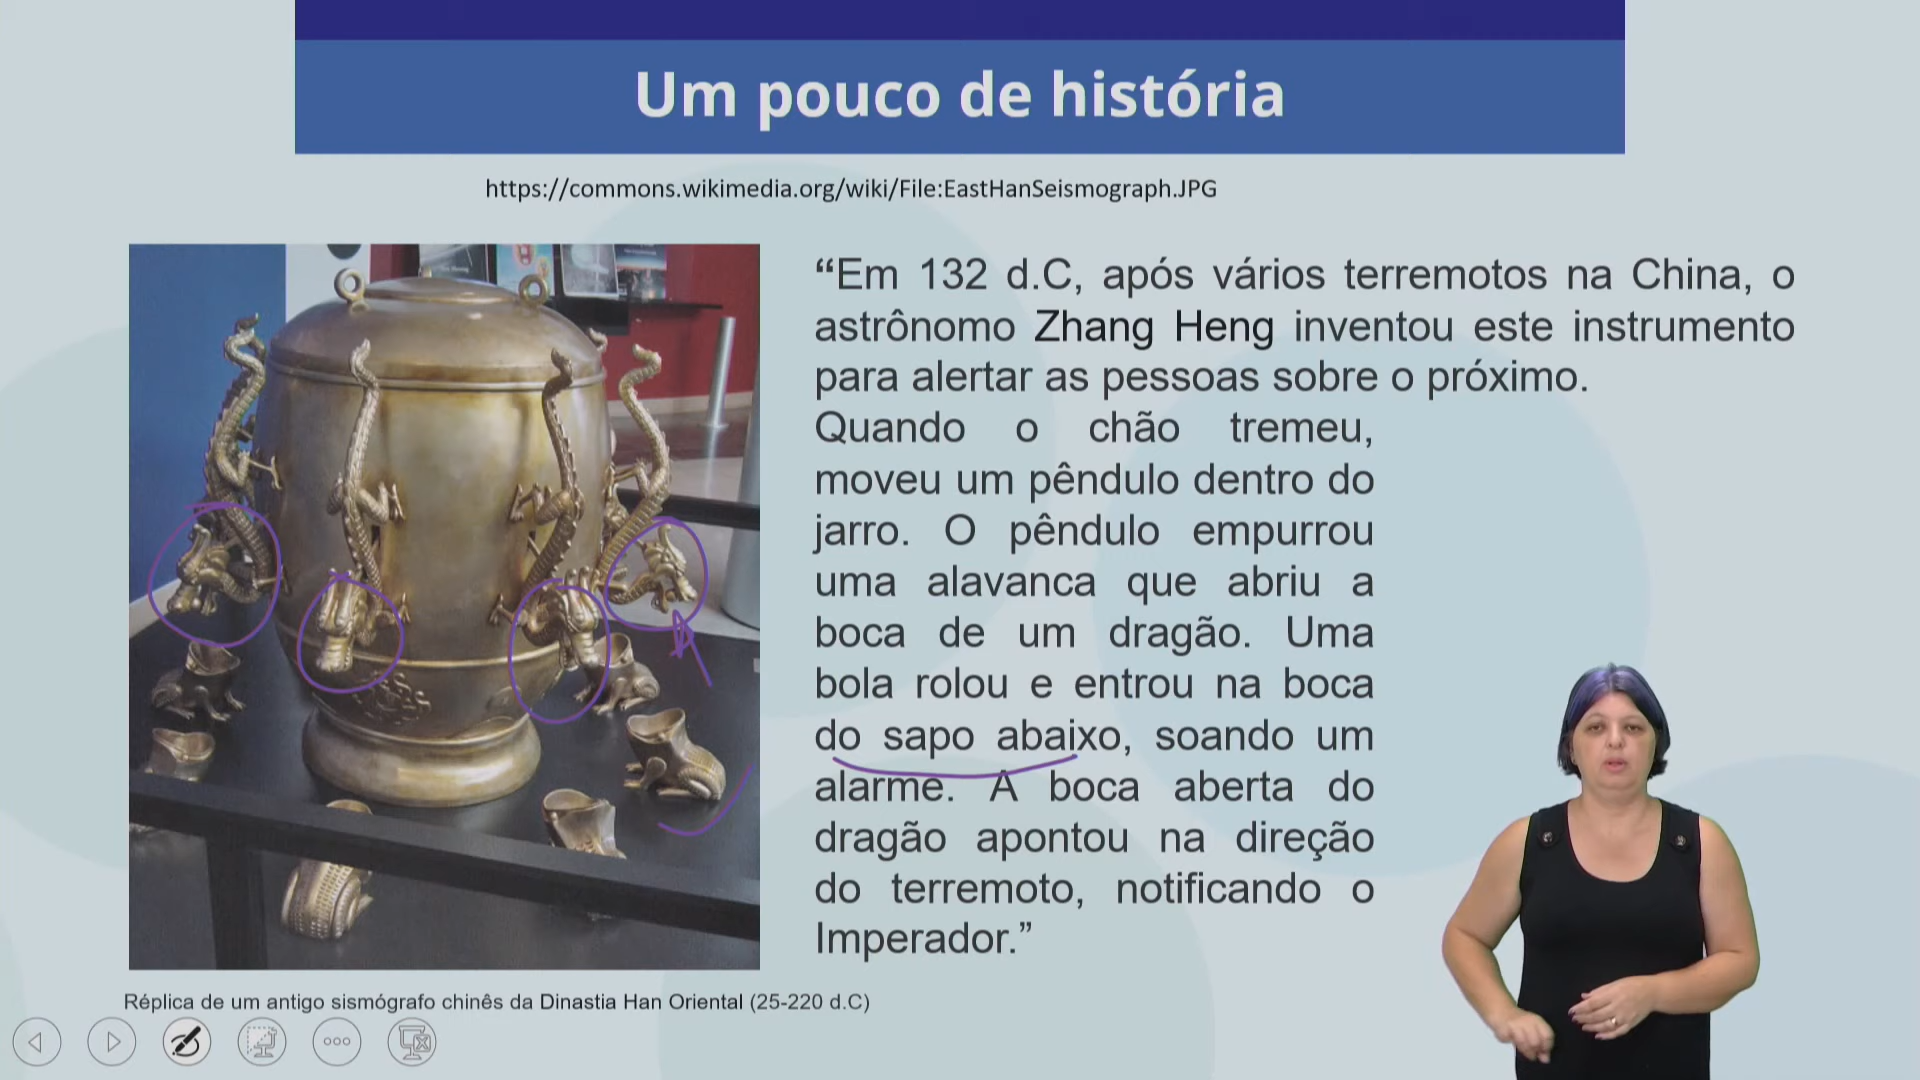 Um pouco de história
https://commons.wikimedia.org/wiki/File:EastHanSeismograph.JPG
“Em 132 d.C, após vários terremotos na China, o
astrônomo Zhang Heng inventou este instrumento
para alertar as pessoas sobre o próximo.
Quando o chão tremeu,
moveu um pêndulo dentro do
jarro. O pêndulo empurrou
uma alavanca que abriu a
boca de um dragão. Uma
bola rolou e entrou na boca
do sapo abaixo, soando um
alarme. A boca aberta do
dragão apontou na direção
do terremoto, notificando o
Imperador.”
Réplica de um antigo sismógrafo chinês da Dinastia Han Oriental (25-220 d.C)